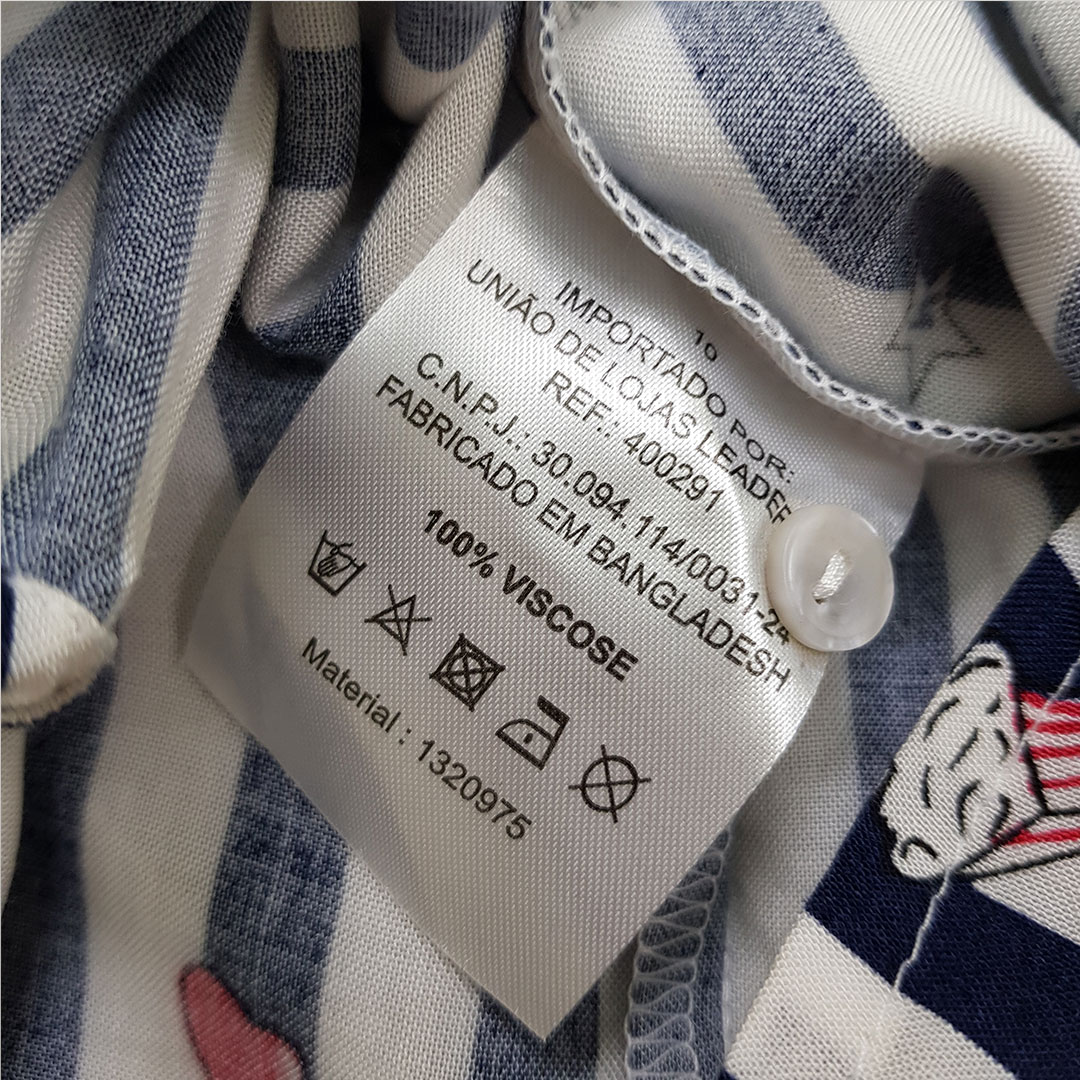 10
IMPORTADO POR:
UNIÃO DE LOJAS LEADER
REF.: 400291
C.N.P.J.: 30.094.114/0031-24
FABRICADO EM BANGLADESH
100% VISCOSE
Material : 1320975